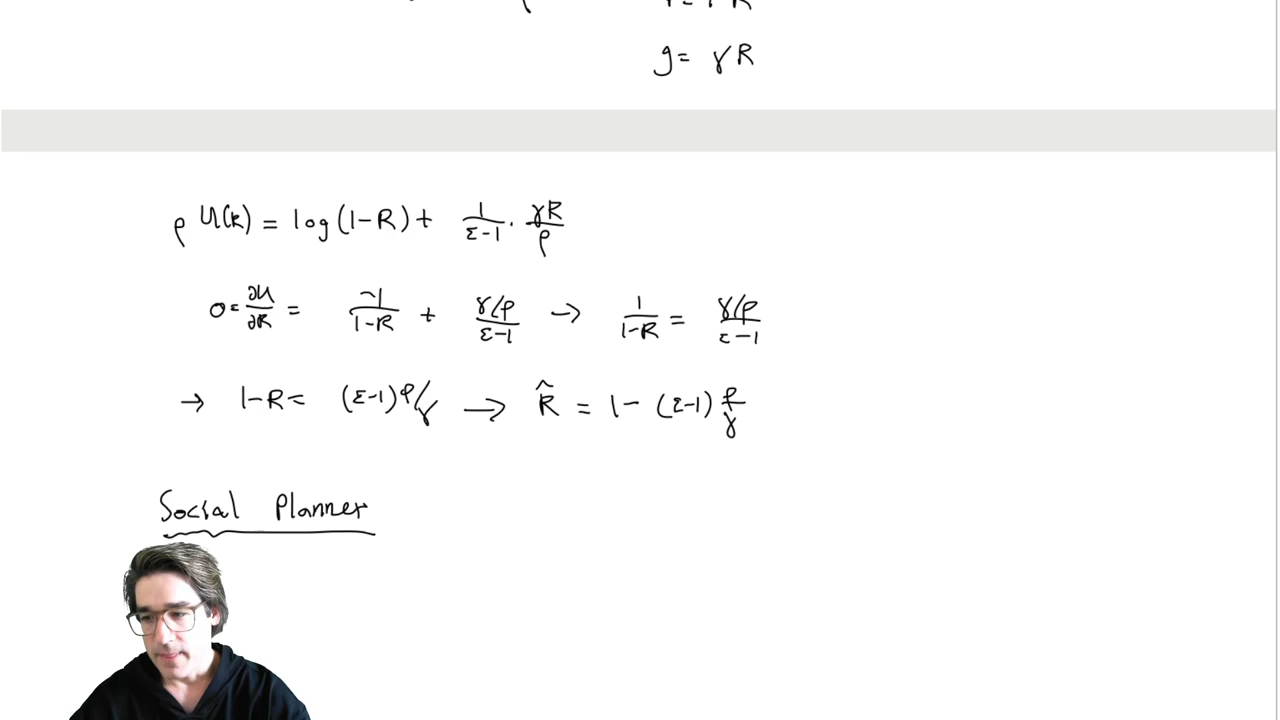 g = γR
ρ U(R) = log(1-R) + 1/(ε-1) · γR/ρ
0 = ∂U/∂R = -1/(1-R) + (γ/ρ)/(ε-1) → 1/(1-R) = (γ/ρ)/(ε-1)
→ 1-R = (ε-1)ρ/γ → R̂ = 1 - (ε-1) ρ/γ
Social Planner